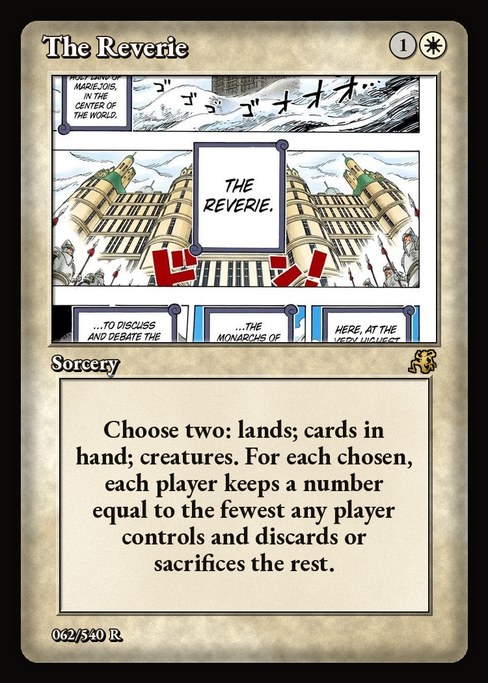 The Reverie
1
HOLY LAND OF
MARIEJOIS,
IN THE
CENTER OF
THE WORLD.
ゴゴゴゴオオオ...
THE
REVERIE.
ドン!
...TO DISCUSS
AND DEBATE THE
...THE
MONARCHS OF
HERE, AT THE
VERY HIGHEST
Sorcery
Choose two: lands; cards in
hand; creatures. For each chosen,
each player keeps a number
equal to the fewest any player
controls and discards or
sacrifices the rest.
062/540 R